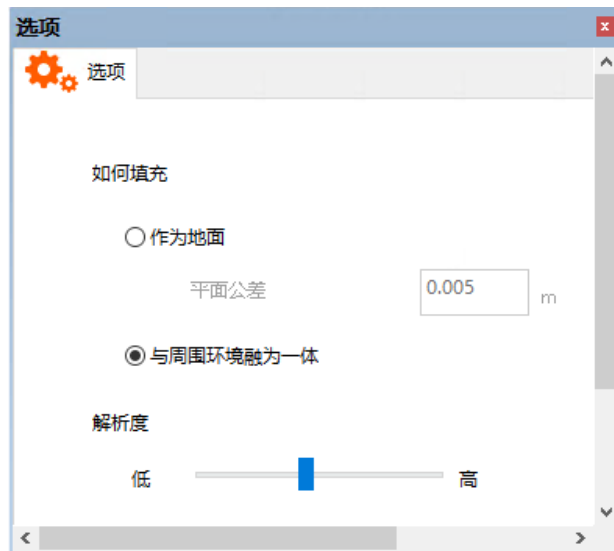 选项
选项
如何填充
作为地面
平面公差 0.005 m
与周围环境融为一体
解析度
低 高